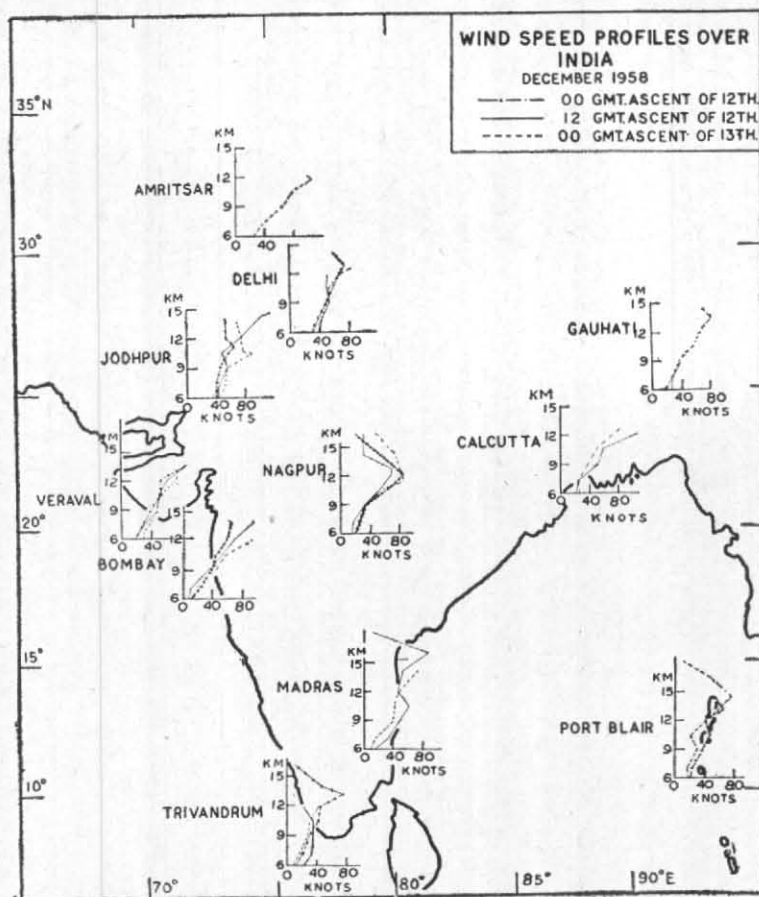 WIND SPEED PROFILES OVER
INDIA
DECEMBER 1958
00 GMT.ASCENT OF 12TH.
12 GMT.ASCENT OF 12TH.
00 GMT.ASCENT OF 13TH.
35°N
30°
20°
15°
10°
70°
80°
85°
90°E
AMRITSAR
KM
15
12
9
6
40
80
DELHI
9
6
40
80
KNOTS
JODHPUR
KM
15
12
9
6
40
80
KNOTS
GAUHATI
KM
15
12
9
6
0
40
80
KNOTS
CALCUTTA
KM
15
12
9
6
0
40
80
VERAVAL
KM
15
12
9
6
0
40
NAGPUR
KM
15
12
9
6
0
40
80
KNOTS
BOMBAY
15
12
9
6
0
40
80
MADRAS
KM
15
12
9
6
0
40
80
KNOTS
PORT BLAIR
KM
15
12
9
6
0
40
80
KNOTS
TRIVANDRUM
KM
15
12
9
6
0
40
80
KNOTS